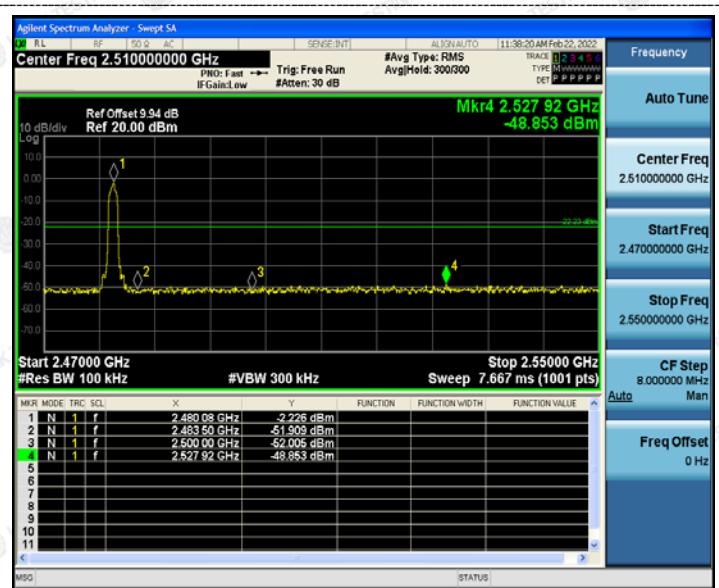 Agilent Spectrum Analyzer - Swept SA
RL RF 50 Ω AC SENSE:INT ALIGN AUTO 11:38:20 AM Feb 22, 2022
Center Freq 2.510000000 GHz
PNO: Fast
IFGain:Low
Trig: Free Run
#Atten: 30 dB
#Avg Type: RMS
Avg|Hold: 300/300
TRACE 1 2 3 4 5 6
TYPE
DET P P P P P P
Ref Offset 9.94 dB
10 dB/div Ref 20.00 dBm
Log
Mkr4 2.527 92 GHz
-48.853 dBm
10.0
0.00
-10.0
-20.0
-30.0
-40.0
-50.0
-60.0
-70.0
1
2
3
4
-22.23 dBm
Start 2.47000 GHz Stop 2.55000 GHz
#Res BW 100 kHz #VBW 300 kHz Sweep 7.667 ms (1001 pts)
MKR MODE TRC SCL X Y FUNCTION FUNCTION WIDTH FUNCTION VALUE
1 N 1 f 2.480 08 GHz -2.226 dBm
2 N 1 f 2.483 50 GHz -51.909 dBm
3 N 1 f 2.500 00 GHz -52.005 dBm
4 N 1 f 2.527 92 GHz -48.853 dBm
5
6
7
8
9
10
11
MSG STATUS
Frequency
Auto Tune
Center Freq
2.510000000 GHz
Start Freq
2.470000000 GHz
Stop Freq
2.550000000 GHz
CF Step
8.000000 MHz
Auto Man
Freq Offset
0 Hz